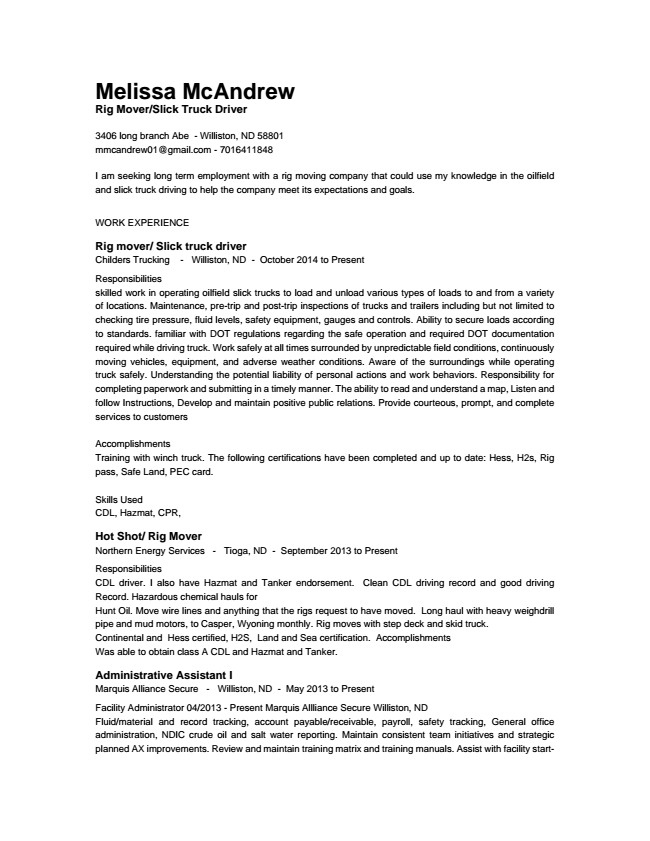 Melissa McAndrew
Rig Mover/Slick Truck Driver
3406 long branch Abe - Williston, ND 58801
mmcandrew01@gmail.com - 7016411848
I am seeking long term employment with a rig moving company that could use my knowledge in the oilfield
and slick truck driving to help the company meet its expectations and goals.
WORK EXPERIENCE
Rig mover/ Slick truck driver
Childers Trucking - Williston, ND - October 2014 to Present
Responsibilities
skilled work in operating oilfield slick trucks to load and unload various types of loads to and from a variety
of locations. Maintenance, pre-trip and post-trip inspections of trucks and trailers including but not limited to
checking tire pressure, fluid levels, safety equipment, gauges and controls. Ability to secure loads according
to standards. familiar with DOT regulations regarding the safe operation and required DOT documentation
required while driving truck. Work safely at all times surrounded by unpredictable field conditions, continuously
moving vehicles, equipment, and adverse weather conditions. Aware of the surroundings while operating
truck safely. Understanding the potential liability of personal actions and work behaviors. Responsibility for
completing paperwork and submitting in a timely manner. The ability to read and understand a map, Listen and
follow Instructions, Develop and maintain positive public relations. Provide courteous, prompt, and complete
services to customers
Accomplishments
Training with winch truck. The following certifications have been completed and up to date: Hess, H2s, Rig
pass, Safe Land, PEC card.
Skills Used
CDL, Hazmat, CPR,
Hot Shot/ Rig Mover
Northern Energy Services - Tioga, ND - September 2013 to Present
Responsibilities
CDL driver. I also have Hazmat and Tanker endorsement. Clean CDL driving record and good driving
Record. Hazardous chemical hauls for
Hunt Oil. Move wire lines and anything that the rigs request to have moved. Long haul with heavy weighdrill
pipe and mud motors, to Casper, Wyoning monthly. Rig moves with step deck and skid truck.
Continental and Hess certified, H2S, Land and Sea certification. Accomplishments
Was able to obtain class A CDL and Hazmat and Tanker.
Administrative Assistant I
Marquis Alliance Secure - Williston, ND - May 2013 to Present
Facility Administrator 04/2013 - Present Marquis Allliance Secure Williston, ND
Fluid/material and record tracking, account payable/receivable, payroll, safety tracking, General office
administration, NDIC crude oil and salt water reporting. Maintain consistent team initiatives and strategic
planned AX improvements. Review and maintain training matrix and training manuals. Assist with facility start-